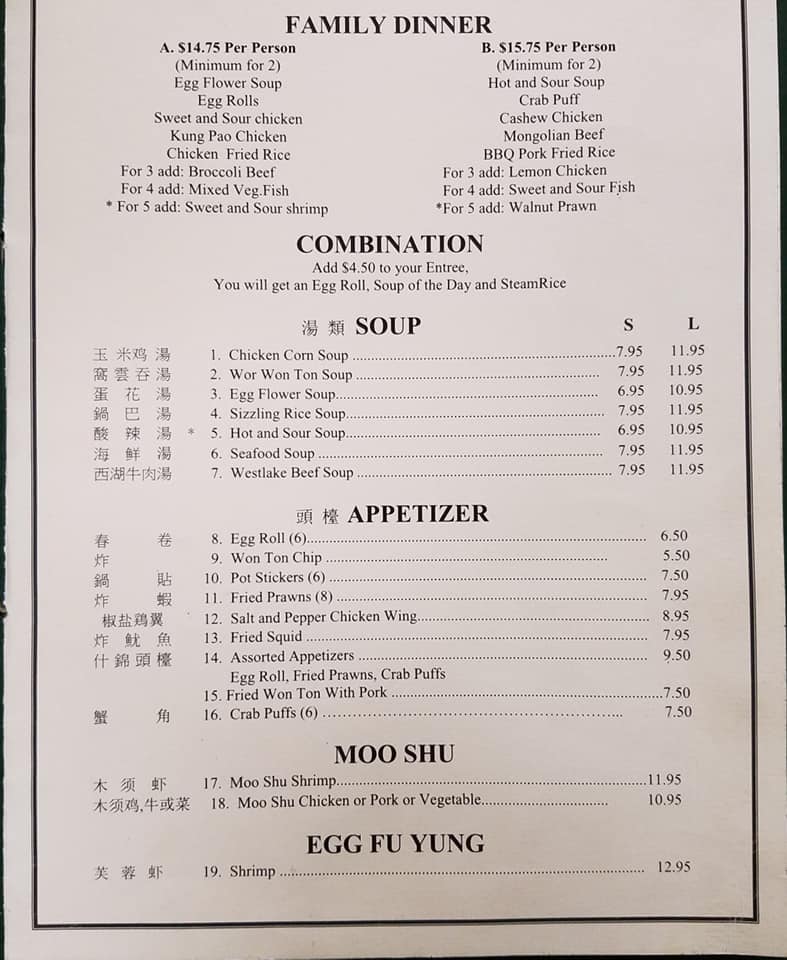 FAMILY DINNER
A. $14.75 Per Person
(Minimum for 2)
Egg Flower Soup
Egg Rolls
Sweet and Sour chicken
Kung Pao Chicken
Chicken Fried Rice
For 3 add: Broccoli Beef
For 4 add: Mixed Veg.Fish
* For 5 add: Sweet and Sour shrimp
B. $15.75 Per Person
(Minimum for 2)
Hot and Sour Soup
Crab Puff
Cashew Chicken
Mongolian Beef
BBQ Pork Fried Rice
For 3 add: Lemon Chicken
For 4 add: Sweet and Sour Fish
*For 5 add: Walnut Prawn
COMBINATION
Add $4.50 to your Entree,
You will get an Egg Roll, Soup of the Day and SteamRice
湯 類 SOUP S L
玉 米鸡 湯 1. Chicken Corn Soup ........ 7.95 11.95
窩 雲 吞 湯 2. Wor Won Ton Soup ........ 7.95 11.95
蛋 花 湯 3. Egg Flower Soup........ 6.95 10.95
鍋 巴 湯 4. Sizzling Rice Soup........ 7.95 11.95
酸 辣 湯 * 5. Hot and Sour Soup........ 6.95 10.95
海 鮮 湯 6. Seafood Soup ........ 7.95 11.95
西湖牛肉湯 7. Westlake Beef Soup ........ 7.95 11.95
頭 檯 APPETIZER
春 卷 8. Egg Roll (6)........ 6.50
炸 9. Won Ton Chip ........ 5.50
鍋 貼 10. Pot Stickers (6) ........ 7.50
炸 蝦 11. Fried Prawns (8) ........ 7.95
椒盐鶏翼 12. Salt and Pepper Chicken Wing........ 8.95
炸 魷 魚 13. Fried Squid ........ 7.95
什 錦 頭 檯 14. Assorted Appetizers ........ 9.50
Egg Roll, Fried Prawns, Crab Puffs
15. Fried Won Ton With Pork ........ 7.50
蟹 角 16. Crab Puffs (6) ........ 7.50
MOO SHU
木 须 虾 17. Moo Shu Shrimp........ 11.95
木须鸡,牛或菜 18. Moo Shu Chicken or Pork or Vegetable........ 10.95
EGG FU YUNG
芙 蓉 虾 19. Shrimp ........ 12.95